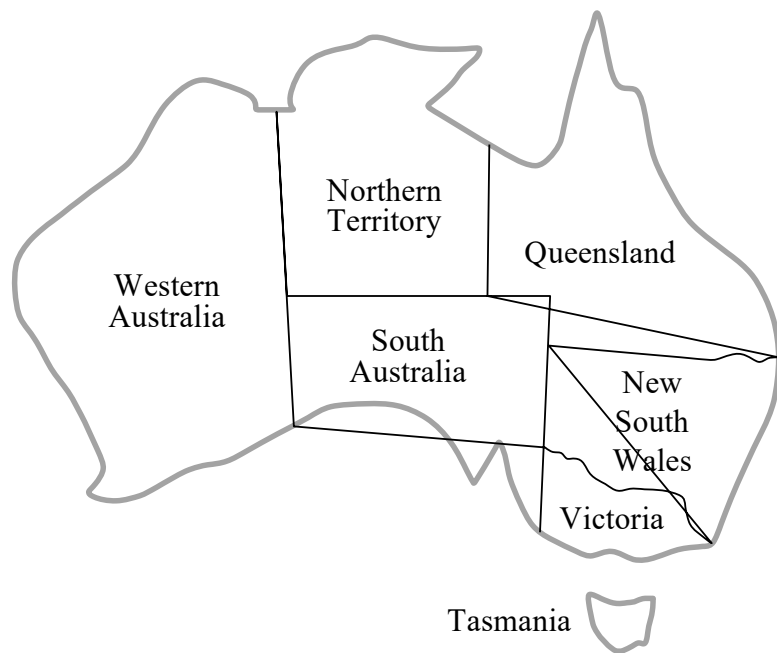 Northern
Territory
Western
Australia
Queensland
South
Australia
New
South
Wales
Victoria
Tasmania